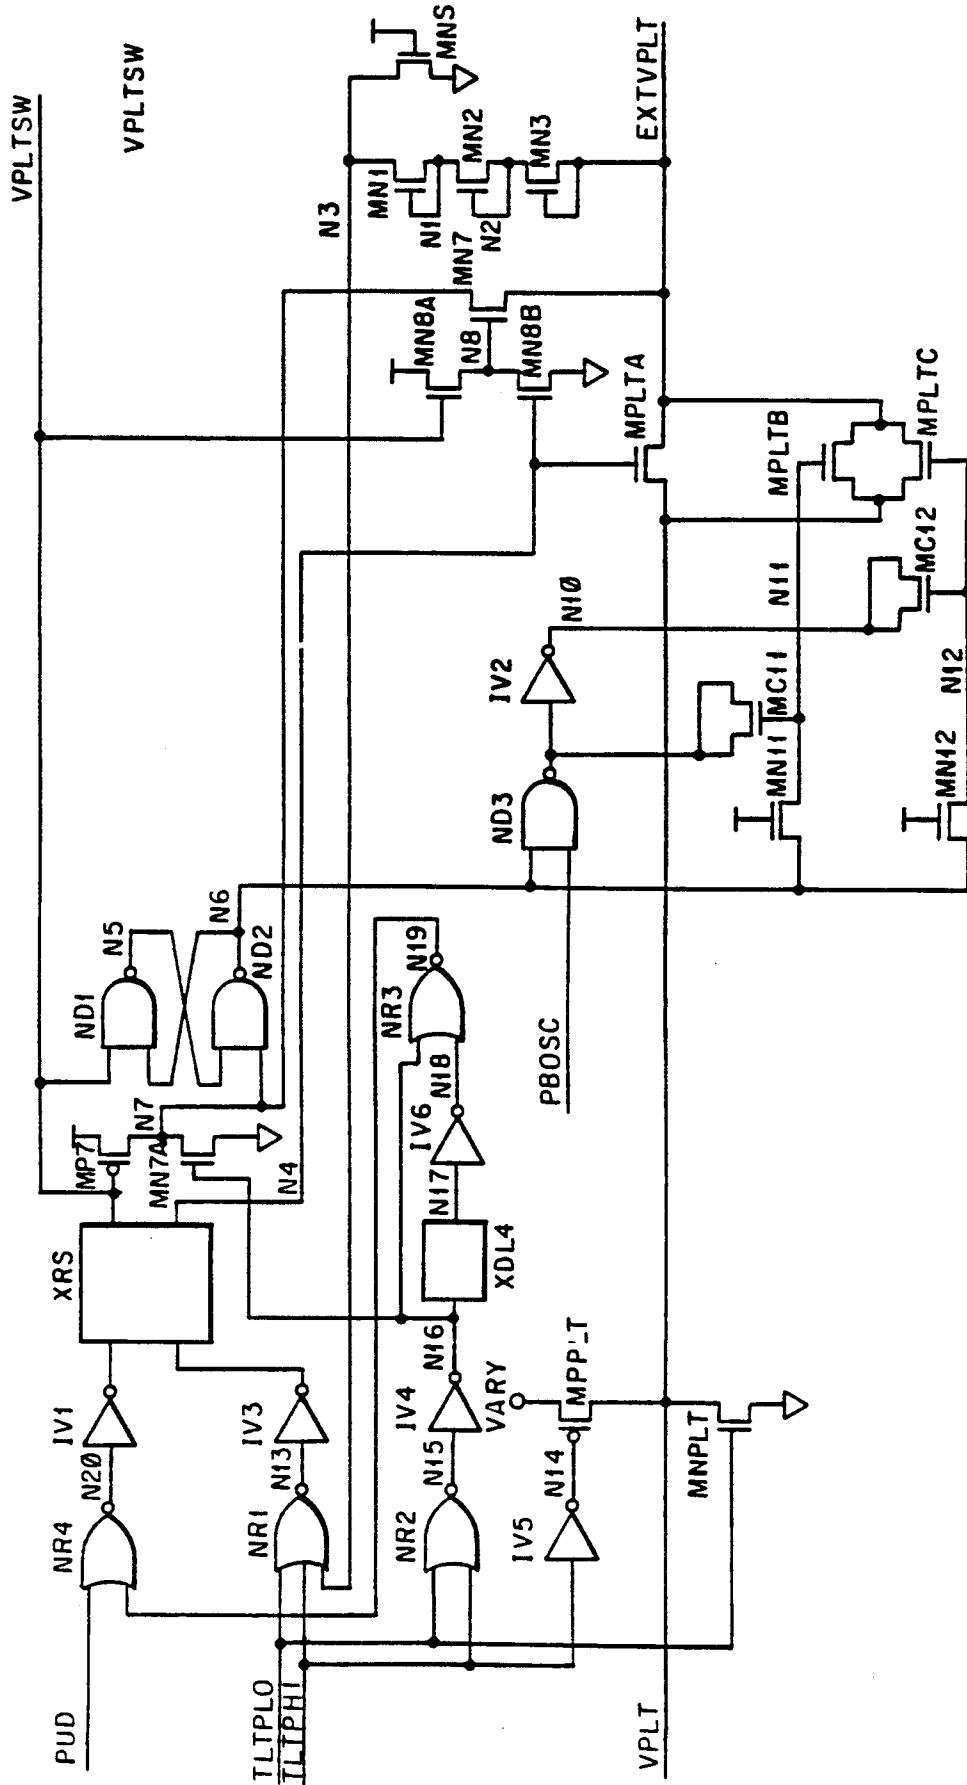 PUD
TLTPLO
TLTPHI
VPLT
NR4
N20
IV1
XRS
NR1
N13
IV3
NR2
N15
IV4
N16
VARY
IV5
N14
MPPLT
MNPLT
XDL4
N17
IV6
N18
NR3
N19
MP7
N7
MN7A
N4
ND1
N5
N6
ND2
PBOSC
ND3
IV2
N10
MN11
MC11
N11
MN12
N12
MC12
MPLTA
MPLTB
MPLTC
MN8A
N8
MN8B
MN7
N3
MN1
N1
MN2
N2
MN3
MNS
EXTVPLT
VPLTSW
VPLTSW